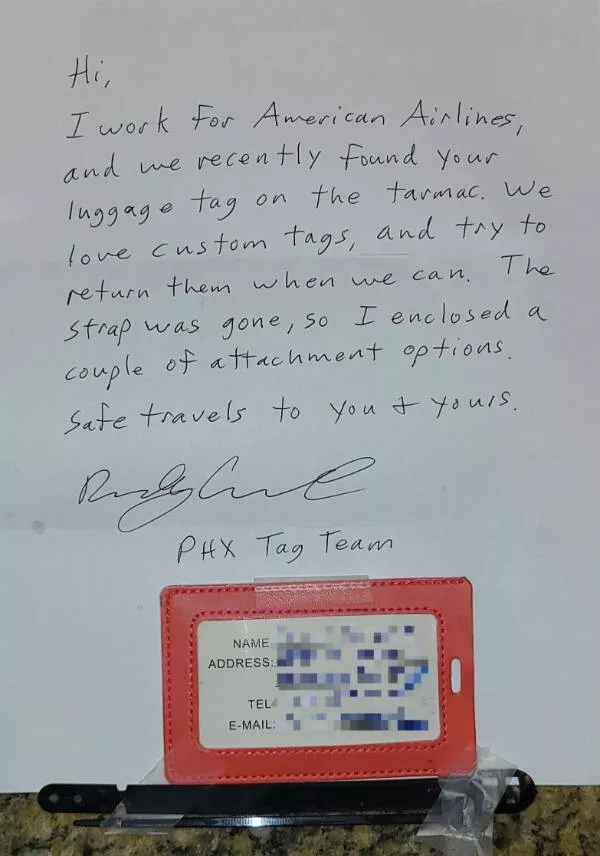 Hi,
I work for American Airlines,
and we recently found your
luggage tag on the tarmac. We
love custom tags, and try to
return them when we can. The
strap was gone, so I enclosed a
couple of attachment options.
Safe travels to you & yours.
PHX Tag Team
NAME
ADDRESS:
TEL
E-MAIL: